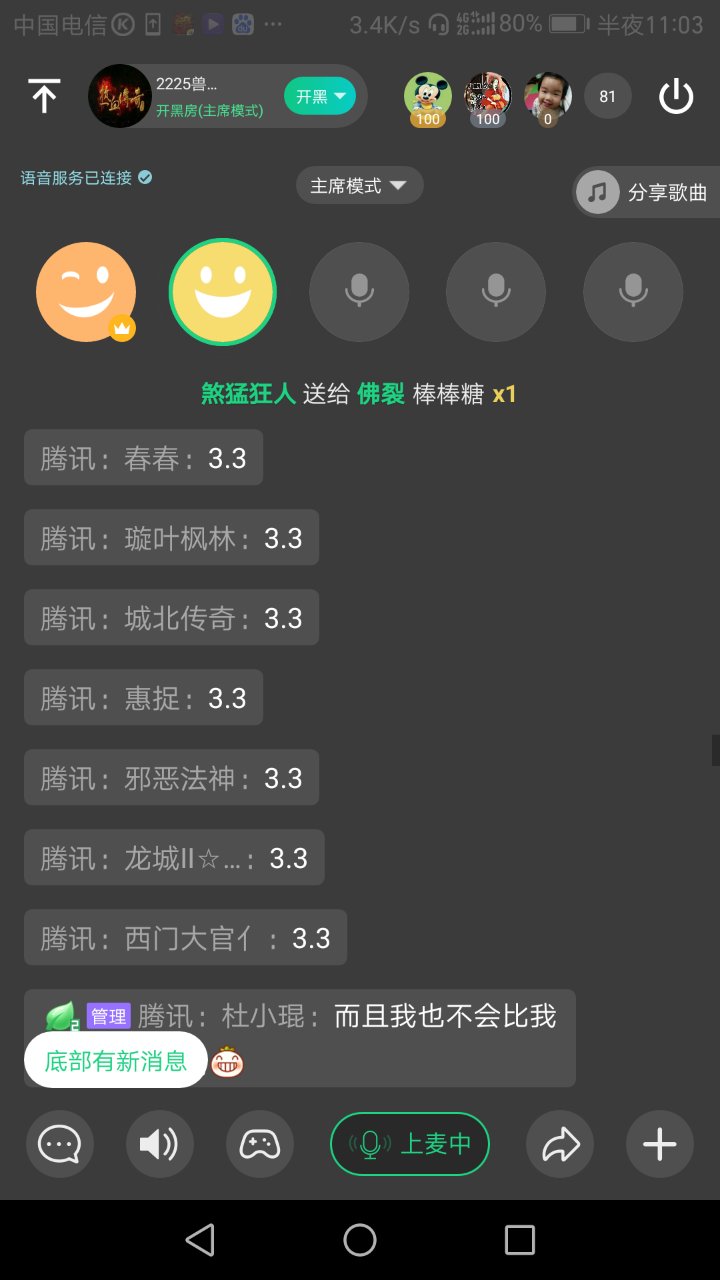 中国电信 3.4K/s 80% 半夜11:03
2225兽...
开黑房(主席模式)
开黑
100
100
0
81
语音服务已连接
主席模式
分享歌曲
煞猛狂人 送给 佛裂 棒棒糖 x1
腾讯: 春春: 3.3
腾讯: 璇叶枫林: 3.3
腾讯: 城北传奇: 3.3
腾讯: 惠捉: 3.3
腾讯: 邪恶法神: 3.3
腾讯: 龙城II☆...: 3.3
腾讯: 西门大官亻: 3.3
2 管理 腾讯: 杜小琨: 而且我也不会比我
底部有新消息
上麦中